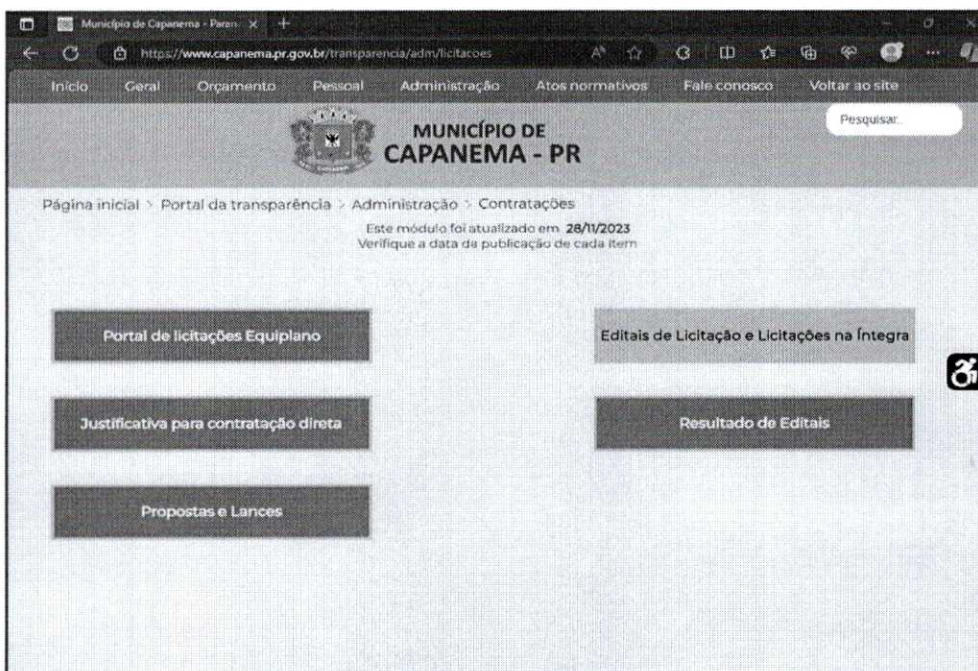 Município de Capanema - Paran
https://www.capanema.pr.gov.br/transparencia/adm/licitacoes
Início Geral Orçamento Pessoal Administração Atos normativos Fale conosco Voltar ao site
Pesquisar..
MUNICÍPIO DE
CAPANEMA - PR
Página inicial > Portal da transparência > Administração > Contratações
Este módulo foi atualizado em 28/11/2023
Verifique a data da publicação de cada item
Portal de licitações Equiplano
Editais de Licitação e Licitações na Íntegra
Justificativa para contratação direta
Resultado de Editais
Propostas e Lances